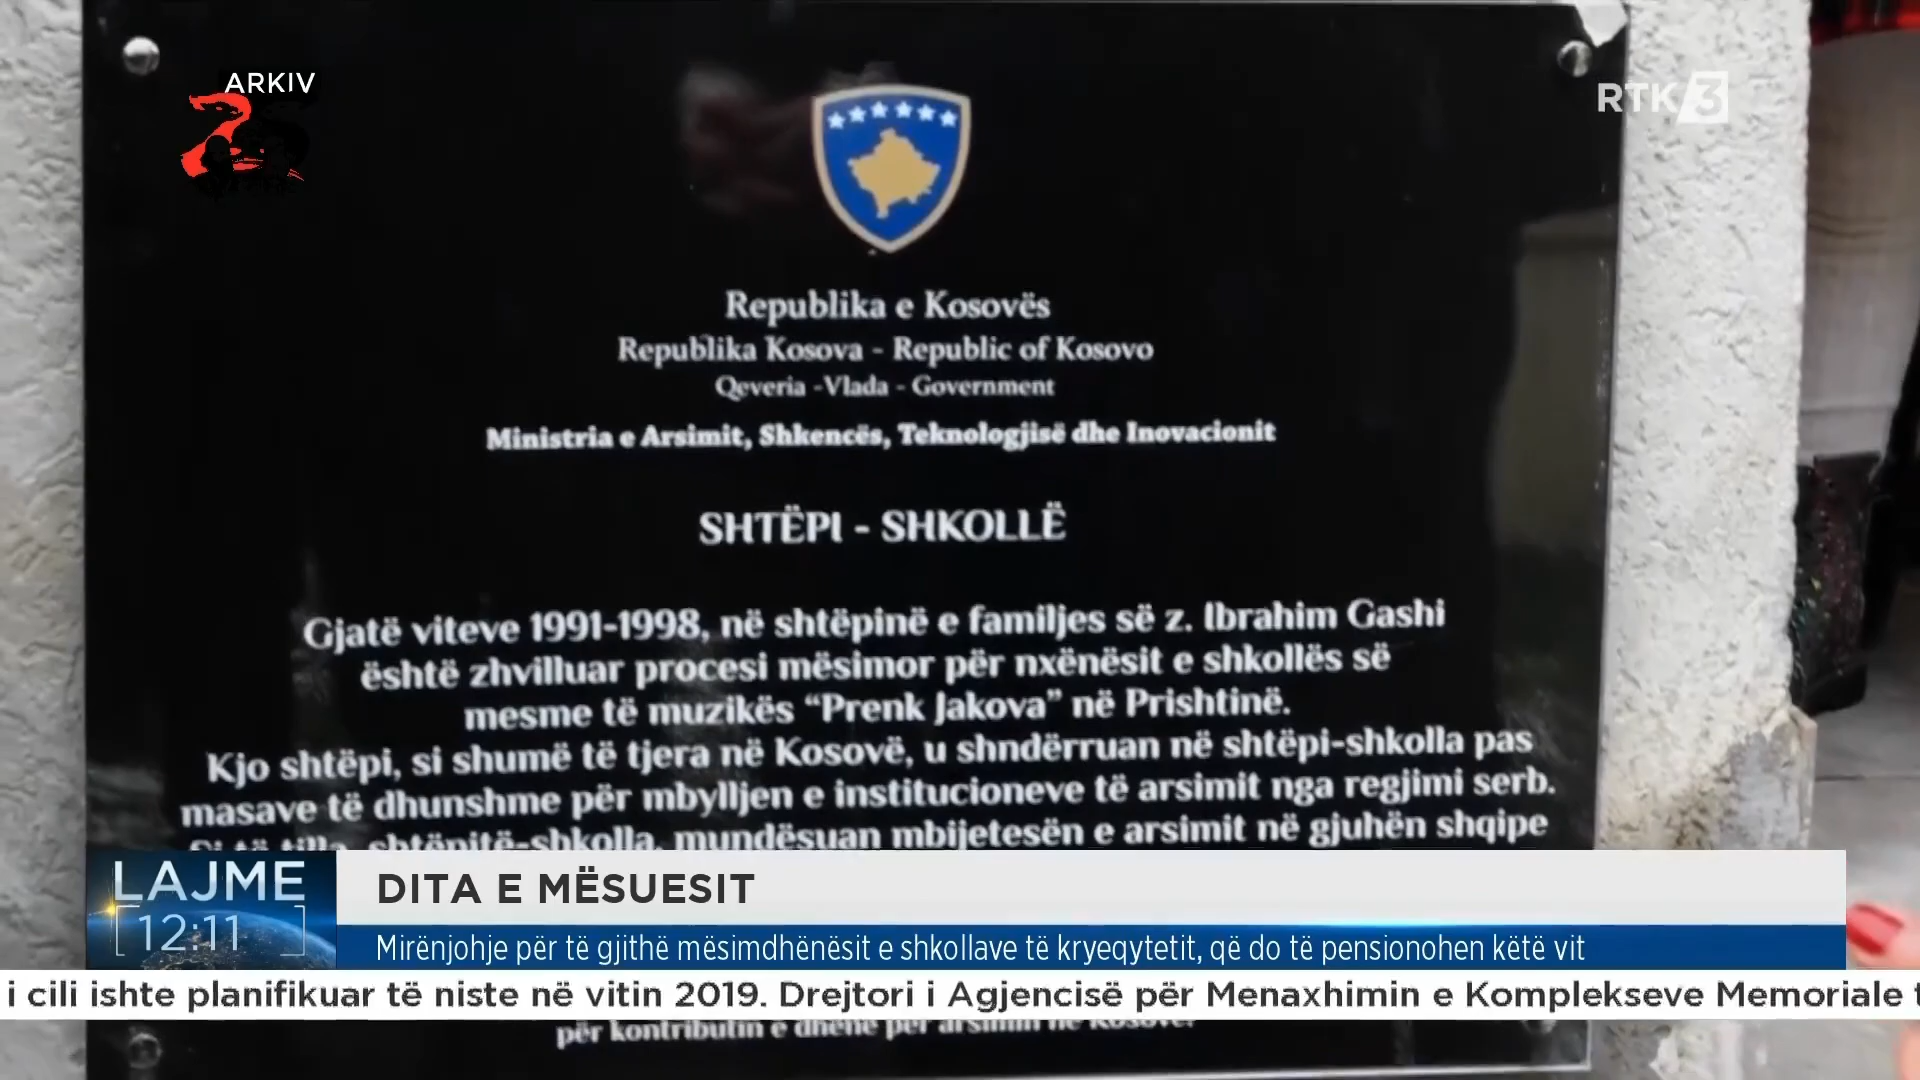 ARKIV
RTK 3
Republika e Kosovës
Republika Kosova - Republic of Kosovo
Qeveria -Vlada - Government
Ministria e Arsimit, Shkencës, Teknologjisë dhe Inovacionit
SHTËPI - SHKOLLË
Gjatë viteve 1991-1998, në shtëpinë e familjes së z. Ibrahim Gashi
është zhvilluar procesi mësimor për nxënësit e shkollës së
mesme të muzikës “Prenk Jakova” në Prishtinë.
Kjo shtëpi, si shumë të tjera në Kosovë, u shndërruan në shtëpi-shkolla pas
masave të dhunshme për mbylljen e institucioneve të arsimit nga regjimi serb.
shtëpitë-shkolla, mundësuan mbijetesën e arsimit në gjuhën shqipe
LAJME
12:11
DITA E MËSUESIT
Mirënjohje për të gjithë mësimdhënësit e shkollave të kryeqytetit, që do të pensionohen këtë vit
i cili ishte planifikuar të niste në vitin 2019. Drejtori i Agjencisë për Menaxhimin e Komplekseve Memoriale
për kontributin e dhënë për arsimin në Kosovë.